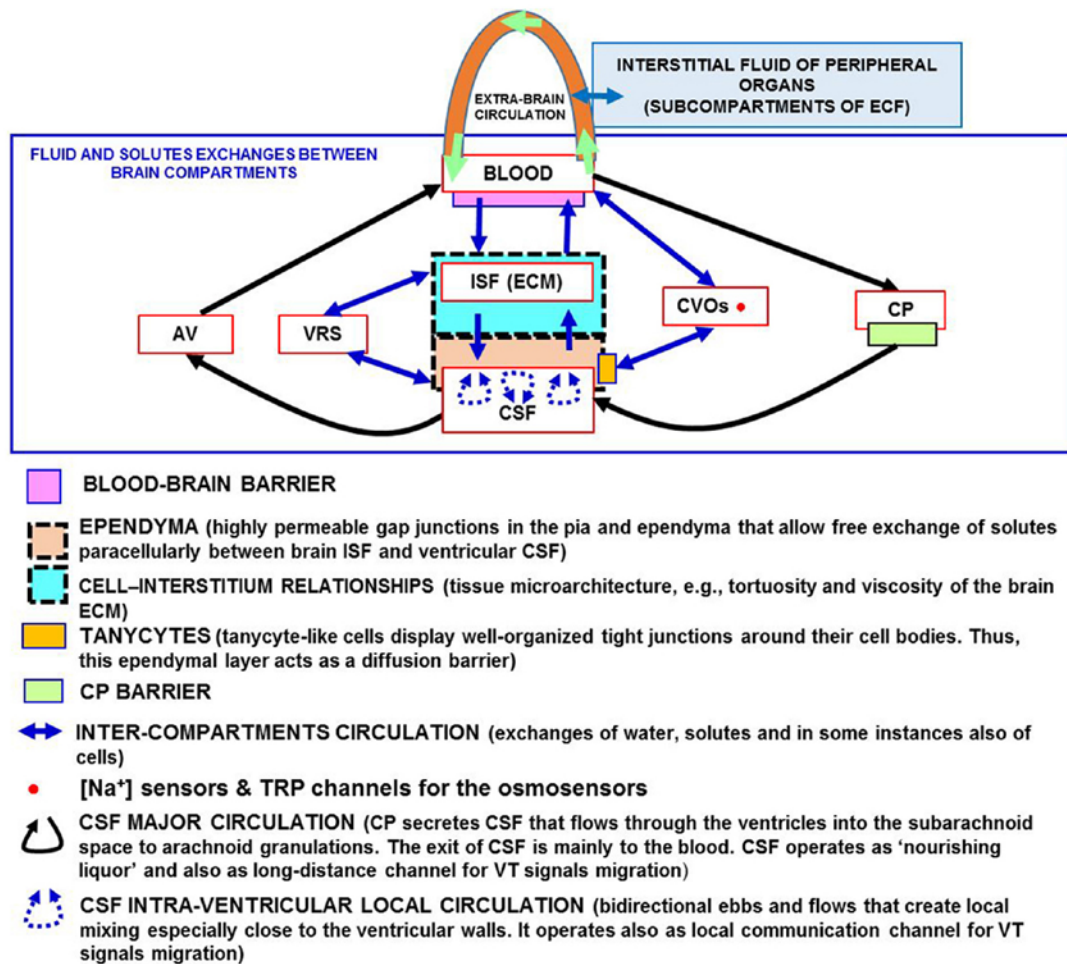 INTERSTITIAL FLUID OF PERIPHERAL
ORGANS
(SUBCOMPARTMENTS OF ECF)
EXTRA-BRAIN
CIRCULATION
FLUID AND SOLUTES EXCHANGES BETWEEN
BRAIN COMPARTMENTS
BLOOD
ISF (ECM)
AV
VRS
CVOs
CP
CSF
BLOOD-BRAIN BARRIER
EPENDYMA (highly permeable gap junctions in the pia and ependyma that allow free exchange of solutes
paracellularly between brain ISF and ventricular CSF)
CELL–INTERSTITIUM RELATIONSHIPS (tissue microarchitecture, e.g., tortuosity and viscosity of the brain
ECM)
TANYCYTES (tanycyte-like cells display well-organized tight junctions around their cell bodies. Thus,
this ependymal layer acts as a diffusion barrier)
CP BARRIER
INTER-COMPARTMENTS CIRCULATION (exchanges of water, solutes and in some instances also of
cells)
[Na⁺] sensors & TRP channels for the osmosensors
CSF MAJOR CIRCULATION (CP secretes CSF that flows through the ventricles into the subarachnoid
space to arachnoid granulations. The exit of CSF is mainly to the blood. CSF operates as ‘nourishing
liquor’ and also as long-distance channel for VT signals migration)
CSF INTRA-VENTRICULAR LOCAL CIRCULATION (bidirectional ebbs and flows that create local
mixing especially close to the ventricular walls. It operates also as local communication channel for VT
signals migration)